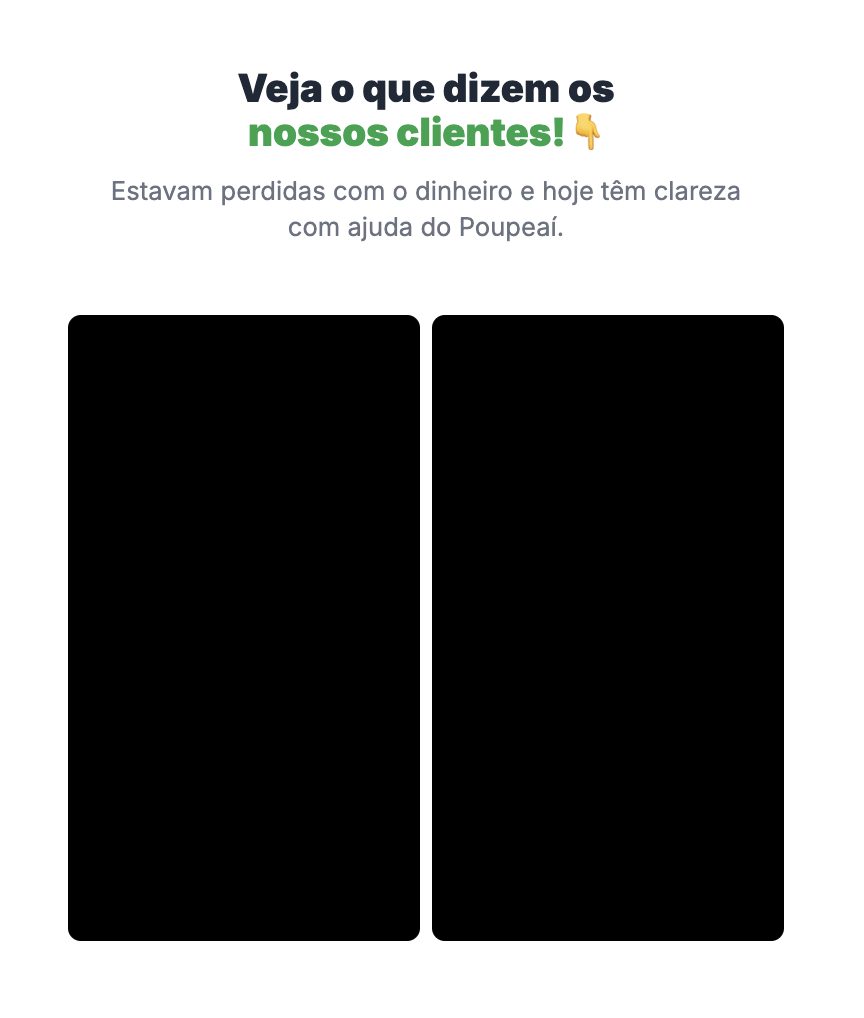 Veja o que dizem os
nossos clientes! 👇
Estavam perdidas com o dinheiro e hoje têm clareza
com ajuda do Poupeaí.